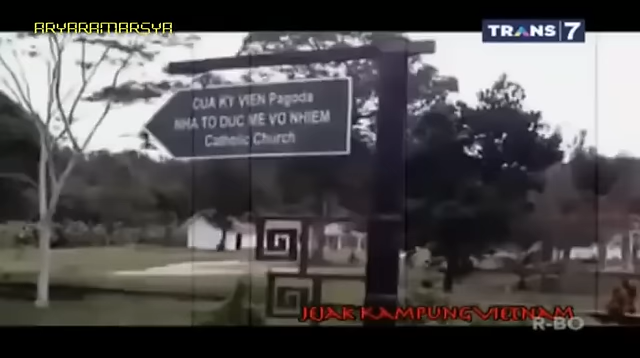 ARYARAMARSYA
TRANS 7
CUA KY VIEN Pagoda
NHA TO DUC ME VO NHIEM
Catholic Church
JEJAK KAMPUNG VIETNAM
R-BO